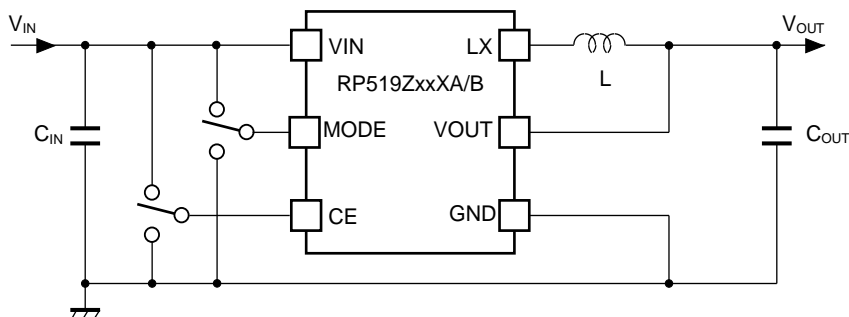 VIN
VOUT
VIN
LX
RP519ZxxXA/B
L
CIN
MODE
VOUT
COUT
CE
GND